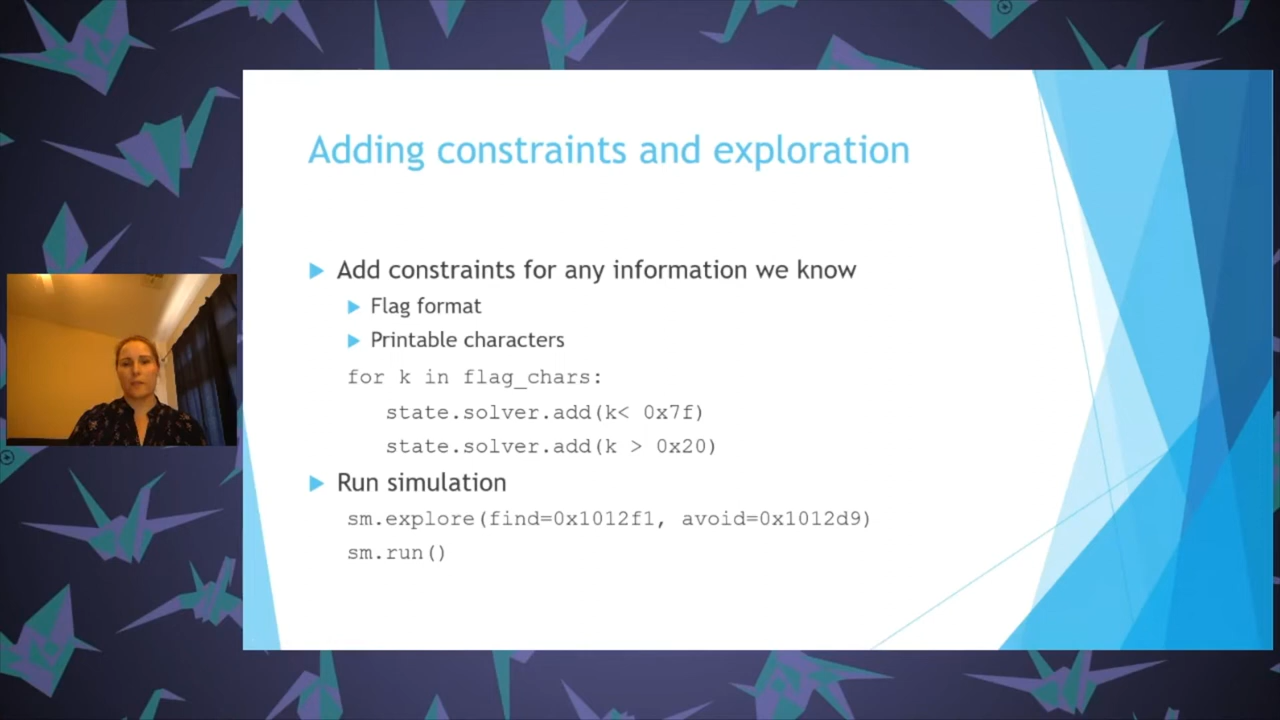 Adding constraints and exploration
Add constraints for any information we know
Flag format
Printable characters
for k in flag_chars:
state.solver.add(k< 0x7f)
state.solver.add(k > 0x20)
Run simulation
sm.explore(find=0x1012f1, avoid=0x1012d9)
sm.run()